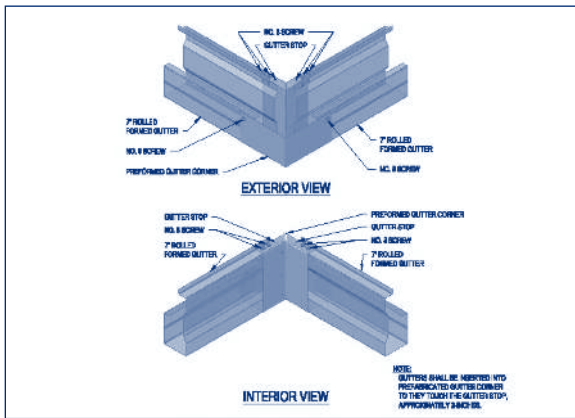 NO. 8 SCREW
GUTTER STOP
7" ROLLED
FORMED GUTTER
NO. 8 SCREW
PREFORMED GUTTER CORNER
7" ROLLED
FORMED GUTTER
NO. 8 SCREW
EXTERIOR VIEW
GUTTER STOP
NO. 8 SCREW
7" ROLLED
FORMED GUTTER
PREFORMED GUTTER CORNER
GUTTER STOP
NO. 8 SCREW
7" ROLLED
FORMED GUTTER
INTERIOR VIEW
NOTE:
GUTTERS SHALL BE INSERTED INTO
PREFABRICATED GUTTER CORNER
TO THEY TOUCH THE GUTTER STOP,
APPROXIMATELY 3-INCHES.